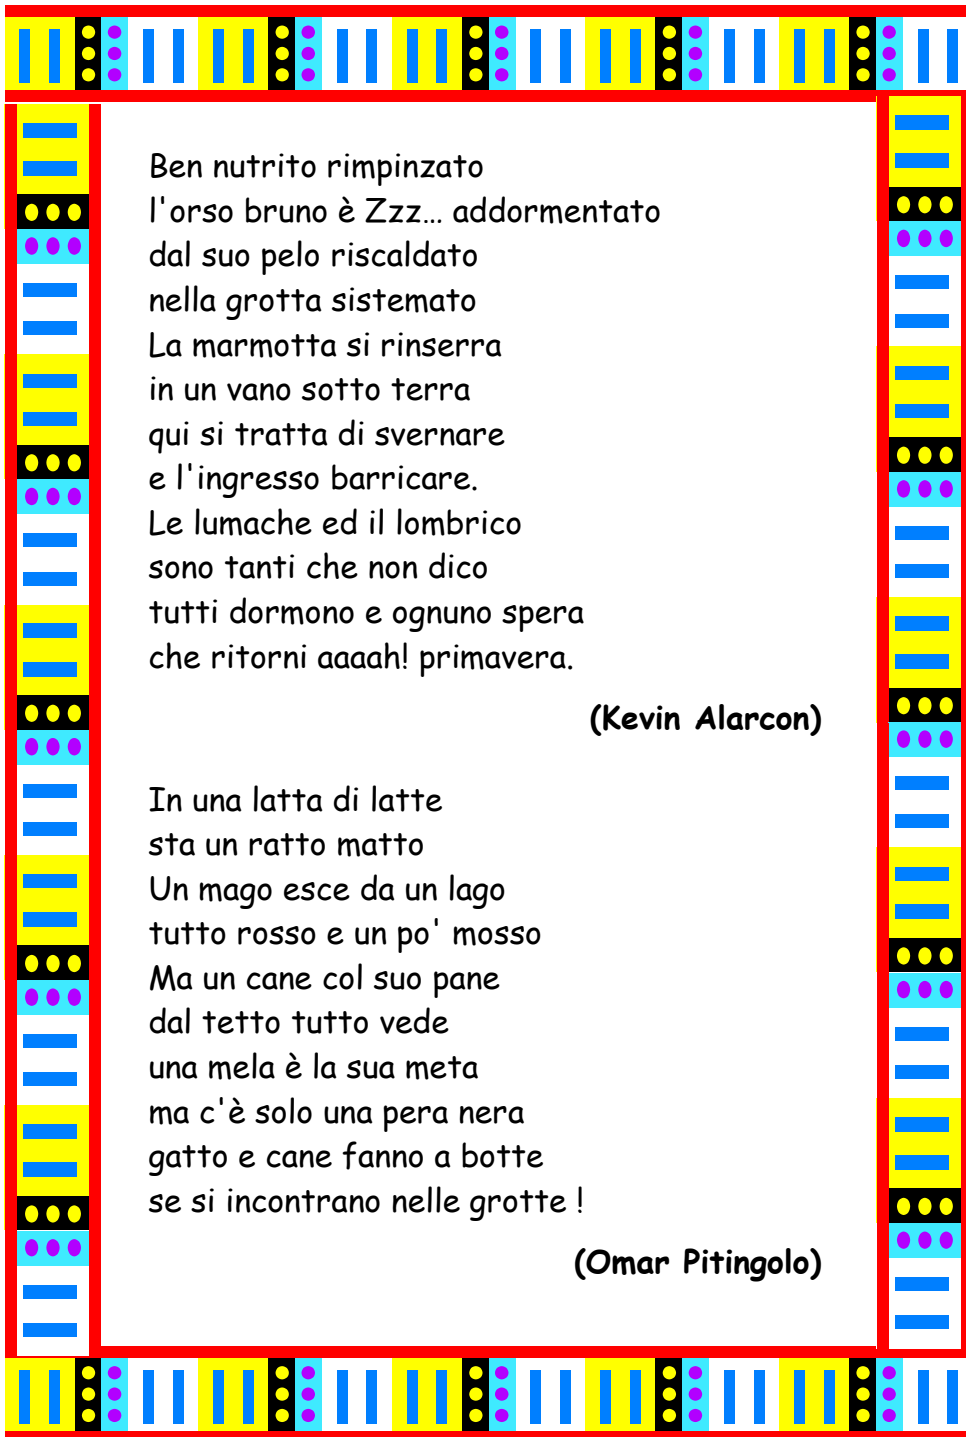 Ben nutrito rimpinzato
l'orso bruno è Zzz... addormentato
dal suo pelo riscaldato
nella grotta sistemato
La marmotta si rinserra
in un vano sotto terra
qui si tratta di svernare
e l'ingresso barricare.
Le lumache ed il lombrico
sono tanti che non dico
tutti dormono e ognuno spera
che ritorni aaaah! primavera.
(Kevin Alarcon)
In una latta di latte
sta un ratto matto
Un mago esce da un lago
tutto rosso e un po' mosso
Ma un cane col suo pane
dal tetto tutto vede
una mela è la sua meta
ma c'è solo una pera nera
gatto e cane fanno a botte
se si incontrano nelle grotte !
(Omar Pitingolo)